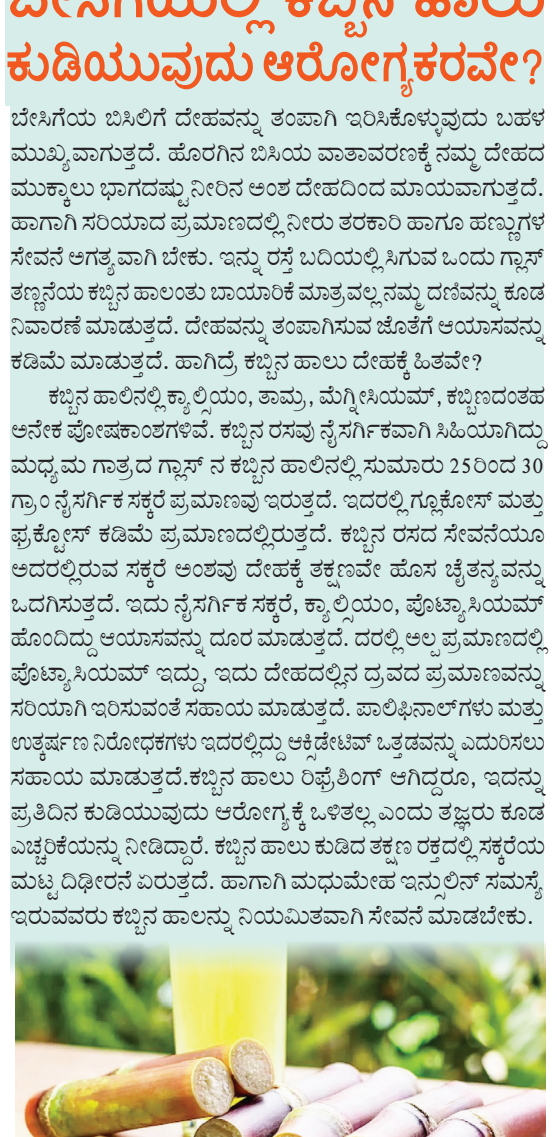 ಬೇಸಿಗೆಯಲ್ಲಿ ಕಬ್ಬಿನ ಹಾಲು
ಕುಡಿಯುವುದು ಆರೋಗ್ಯಕರವೇ?
ಬೇಸಿಗೆಯ ಬಿಸಿಲಿಗೆ ದೇಹವನ್ನು ತಂಪಾಗಿ ಇರಿಸಿಕೊಳ್ಳುವುದು ಬಹಳ
ಮುಖ್ಯವಾಗುತ್ತದೆ. ಹೊರಗಿನ ಬಿಸಿಯ ವಾತಾವರಣಕ್ಕೆ ನಮ್ಮ ದೇಹದ
ಮುಕ್ಕಾಲು ಭಾಗದಷ್ಟು ನೀರಿನ ಅಂಶ ದೇಹದಿಂದ ಮಾಯವಾಗುತ್ತದೆ.
ಹಾಗಾಗಿ ಸರಿಯಾದ ಪ್ರಮಾಣದಲ್ಲಿ ನೀರು ತರಕಾರಿ ಹಾಗೂ ಹಣ್ಣುಗಳ
ಸೇವನೆ ಅಗತ್ಯವಾಗಿ ಬೇಕು. ಇನ್ನು ರಸ್ತೆ ಬದಿಯಲ್ಲಿ ಸಿಗುವ ಒಂದು ಗ್ಲಾಸ್
ತಣ್ಣನೆಯ ಕಬ್ಬಿನ ಹಾಲಂತು ಬಾಯಾರಿಕೆ ಮಾತ್ರವಲ್ಲ ನಮ್ಮ ದಣಿವನ್ನು ಕೂಡ
ನಿವಾರಣೆ ಮಾಡುತ್ತದೆ. ದೇಹವನ್ನು ತಂಪಾಗಿಸುವ ಜೊತೆಗೆ ಆಯಾಸವನ್ನು
ಕಡಿಮೆ ಮಾಡುತ್ತದೆ. ಹಾಗಿದ್ರೆ ಕಬ್ಬಿನ ಹಾಲು ದೇಹಕ್ಕೆ ಹಿತವೇ?
ಕಬ್ಬಿನ ಹಾಲಿನಲ್ಲಿ ಕ್ಯಾಲ್ಸಿಯಂ, ತಾಮ್ರ, ಮೆಗ್ನೀಸಿಯಮ್, ಕಬ್ಬಿಣದಂತಹ
ಅನೇಕ ಪೋಷಕಾಂಶಗಳಿವೆ. ಕಬ್ಬಿನ ರಸವು ನೈಸರ್ಗಿಕವಾಗಿ ಸಿಹಿಯಾಗಿದ್ದು
ಮಧ್ಯಮ ಗಾತ್ರದ ಗ್ಲಾಸ್ ನ ಕಬ್ಬಿನ ಹಾಲಿನಲ್ಲಿ ಸುಮಾರು 25ರಿಂದ 30
ಗ್ರಾಂ ನೈಸರ್ಗಿಕ ಸಕ್ಕರೆ ಪ್ರಮಾಣವು ಇರುತ್ತದೆ. ಇದರಲ್ಲಿ ಗ್ಲೂಕೋಸ್ ಮತ್ತು
ಫ್ರಕ್ಟೋಸ್ ಕಡಿಮೆ ಪ್ರಮಾಣದಲ್ಲಿರುತ್ತದೆ. ಕಬ್ಬಿನ ರಸದ ಸೇವನೆಯೂ
ಅದರಲ್ಲಿರುವ ಸಕ್ಕರೆ ಅಂಶವು ದೇಹಕ್ಕೆ ತಕ್ಷಣವೇ ಹೊಸ ಚೈತನ್ಯವನ್ನು
ಒದಗಿಸುತ್ತದೆ. ಇದು ನೈಸರ್ಗಿಕ ಸಕ್ಕರೆ, ಕ್ಯಾಲ್ಸಿಯಂ, ಪೊಟ್ಯಾಸಿಯಮ್
ಹೊಂದಿದ್ದು ಆಯಾಸವನ್ನು ದೂರ ಮಾಡುತ್ತದೆ. ದರಲ್ಲಿ ಅಲ್ಪ ಪ್ರಮಾಣದಲ್ಲಿ
ಪೊಟ್ಯಾಸಿಯಮ್ ಇದ್ದು, ಇದು ದೇಹದಲ್ಲಿನ ದ್ರವದ ಪ್ರಮಾಣವನ್ನು
ಸರಿಯಾಗಿ ಇರಿಸುವಂತೆ ಸಹಾಯ ಮಾಡುತ್ತದೆ. ಪಾಲಿಫಿನಾಲ್‌ಗಳು ಮತ್ತು
ಉತ್ಕರ್ಷಣ ನಿರೋಧಕಗಳು ಇದರಲ್ಲಿದ್ದು ಆಕ್ಸಿಡೇಟಿವ್ ಒತ್ತಡವನ್ನು ಎದುರಿಸಲು
ಸಹಾಯ ಮಾಡುತ್ತದೆ.ಕಬ್ಬಿನ ಹಾಲು ರಿಫ್ರೆಶಿಂಗ್ ಆಗಿದ್ದರೂ, ಇದನ್ನು
ಪ್ರತಿದಿನ ಕುಡಿಯುವುದು ಆರೋಗ್ಯಕ್ಕೆ ಒಳಿತಲ್ಲ ಎಂದು ತಜ್ಞರು ಕೂಡ
ಎಚ್ಚರಿಕೆಯನ್ನು ನೀಡಿದ್ದಾರೆ. ಕಬ್ಬಿನ ಹಾಲು ಕುಡಿದ ತಕ್ಷಣ ರಕ್ತದಲ್ಲಿ ಸಕ್ಕರೆಯ
ಮಟ್ಟ ದಿಢೀರನೆ ಏರುತ್ತದೆ. ಹಾಗಾಗಿ ಮಧುಮೇಹ ಇನ್ಸುಲಿನ್ ಸಮಸ್ಯೆ
ಇರುವವರು ಕಬ್ಬಿನ ಹಾಲನ್ನು ನಿಯಮಿತವಾಗಿ ಸೇವನೆ ಮಾಡಬೇಕು.